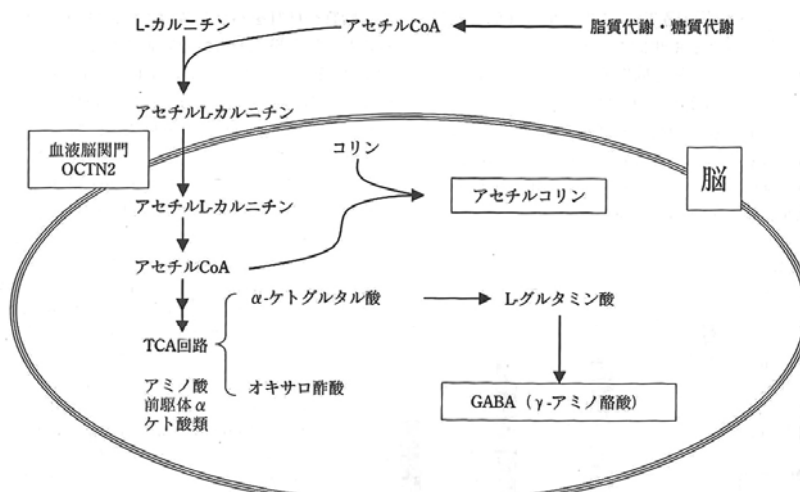 L-カルニチン
アセチルCoA
脂質代謝・糖質代謝
アセチルL-カルニチン
血液脳関門
OCTN2
コリン
脳
アセチルL-カルニチン
アセチルコリン
アセチルCoA
α-ケトグルタル酸
L-グルタミン酸
TCA回路
アミノ酸
前駆体α
ケト酸類
オキサロ酢酸
GABA（γ-アミノ酪酸）